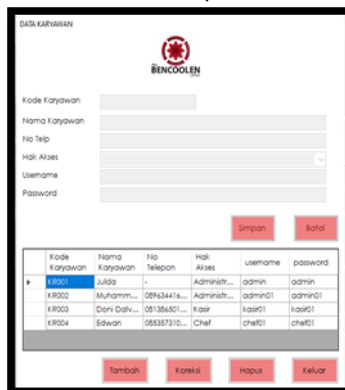 DATA KARYAWAN
BENCOOLEN
Kode Karyawan
Nama Karyawan
No Telp
Hak Akses
Username
Password
Simpan Batal
Kode Karyawan Nama Karyawan No Telepon Hak Akses username password
KR001 Julda - Administr... admin admin
KR002 Muhamm... 089634416... Administr... admin01 admin01
KR003 Doni Dalv... 081386501... Kasir kasir01 kasir01
KR004 Edwan 085357310... Chef chef01 chef01
Tambah Koreksi Hapus Keluar